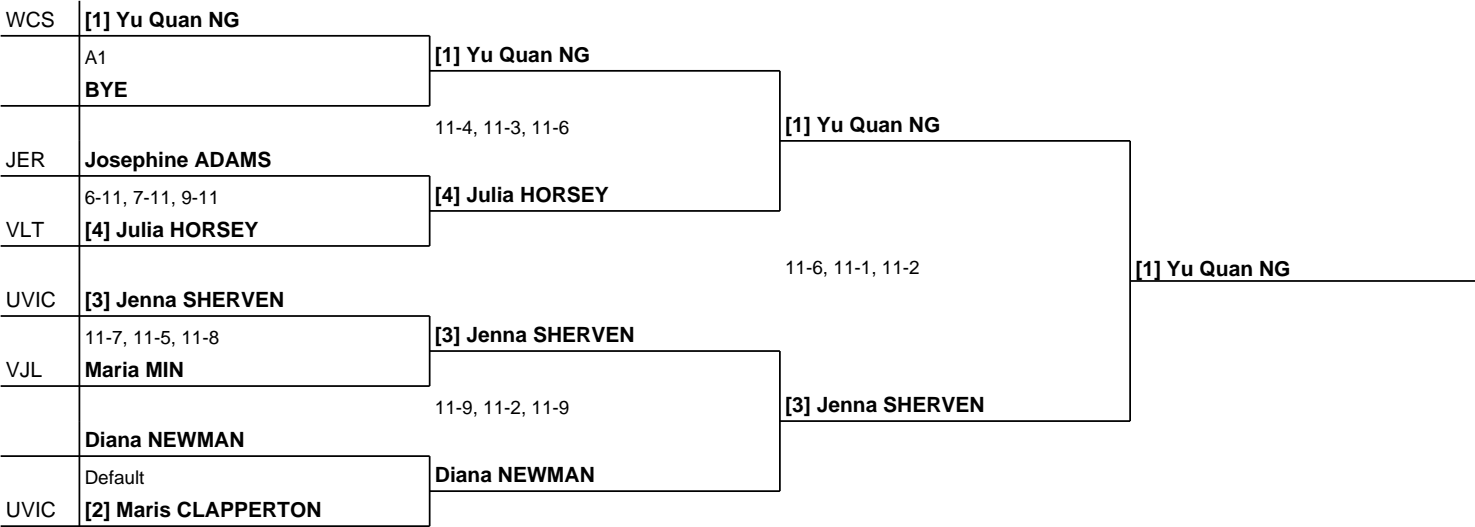 WCS [1] Yu Quan NG
A1 [1] Yu Quan NG
BYE
11-4, 11-3, 11-6 [1] Yu Quan NG
JER Josephine ADAMS
6-11, 7-11, 9-11 [4] Julia HORSEY
VLT [4] Julia HORSEY
11-6, 11-1, 11-2 [1] Yu Quan NG
UVIC [3] Jenna SHERVEN
11-7, 11-5, 11-8 [3] Jenna SHERVEN
VJL Maria MIN
11-9, 11-2, 11-9 [3] Jenna SHERVEN
Diana NEWMAN
Default Diana NEWMAN
UVIC [2] Maris CLAPPERTON